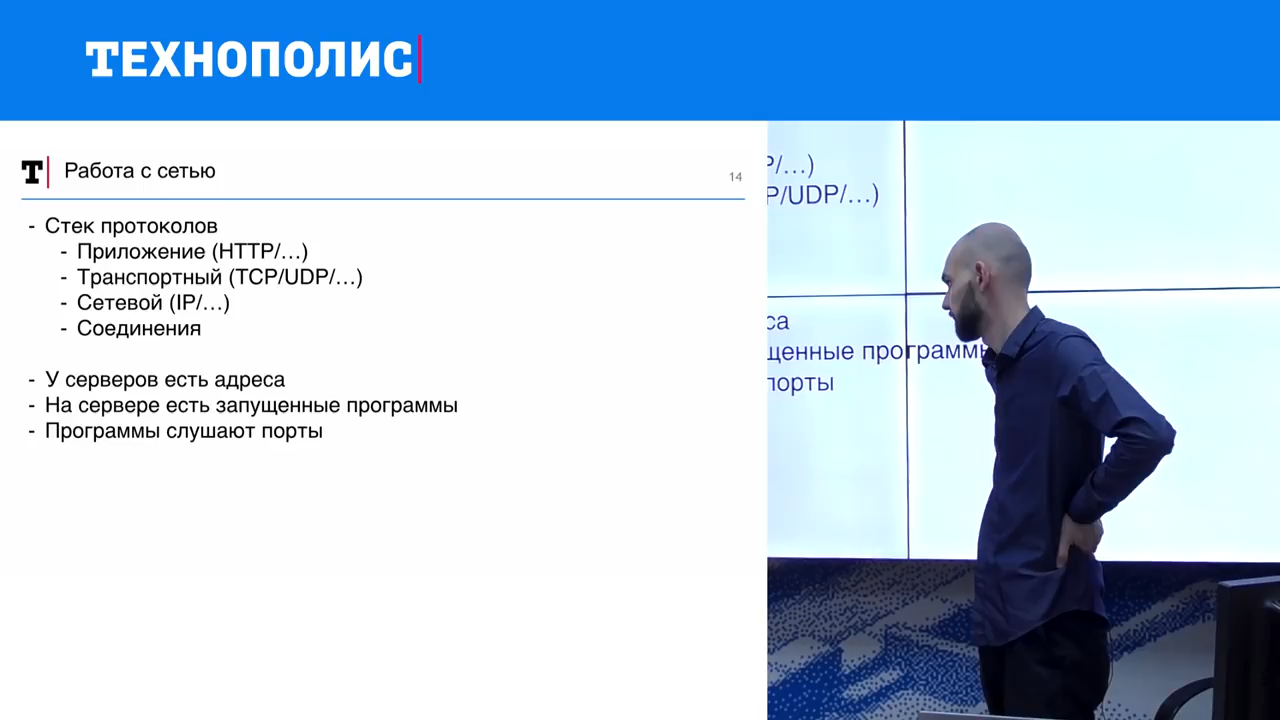 ТЕХНОПОЛИС
Т Работа с сетью
14
- Стек протоколов
- Приложение (HTTP/...)
- Транспортный (TCP/UDP/...)
- Сетевой (IP/...)
- Соединения
- У серверов есть адреса
- На сервере есть запущенные программы
- Программы слушают порты
P/...)
P/UDP/...)
са
щенные программы
порты